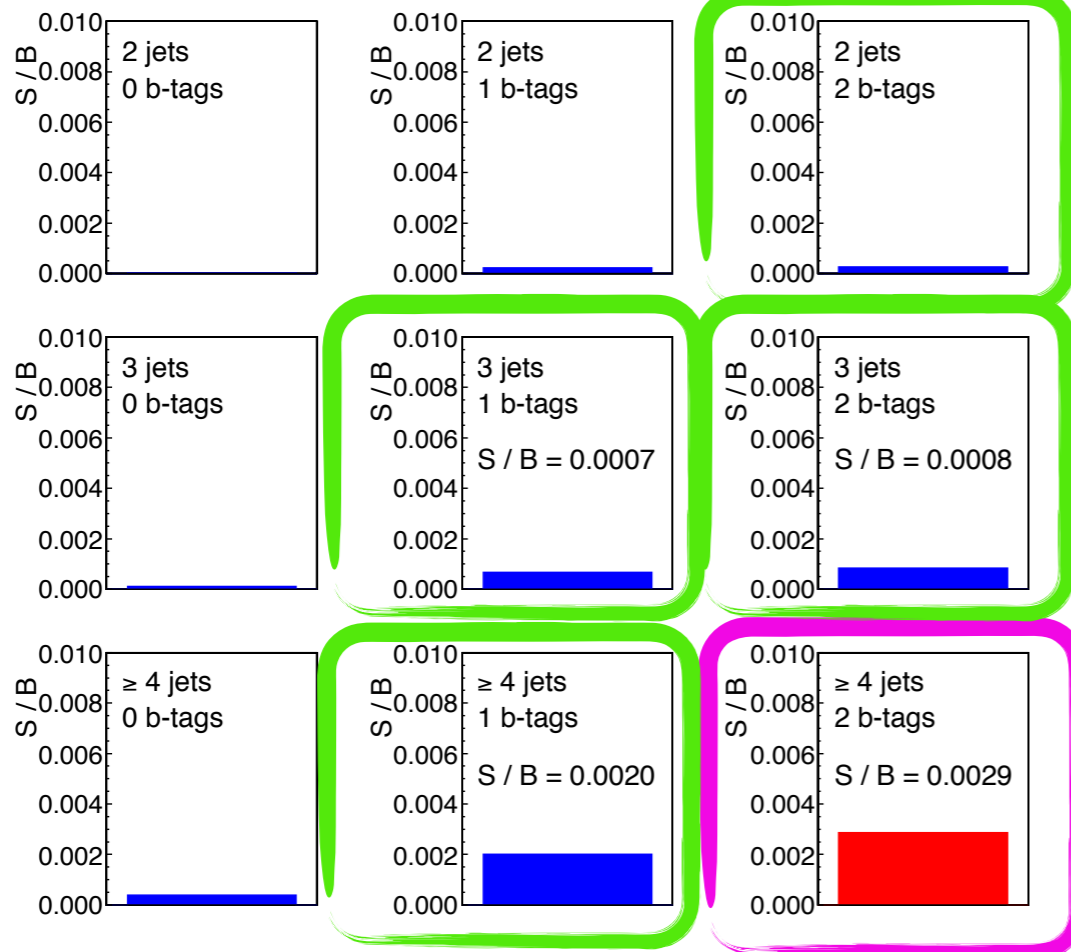 S / B
0.010
0.008
0.006
0.004
0.002
0.000
2 jets
0 b-tags
S / B
0.010
0.008
0.006
0.004
0.002
0.000
2 jets
1 b-tags
S / B
0.010
0.008
0.006
0.004
0.002
0.000
2 jets
2 b-tags
S / B
0.010
0.008
0.006
0.004
0.002
0.000
3 jets
0 b-tags
S / B
0.010
0.008
0.006
0.004
0.002
0.000
3 jets
1 b-tags
S / B = 0.0007
S / B
0.010
0.008
0.006
0.004
0.002
0.000
3 jets
2 b-tags
S / B = 0.0008
S / B
0.010
0.008
0.006
0.004
0.002
0.000
≥ 4 jets
0 b-tags
S / B
0.010
0.008
0.006
0.004
0.002
0.000
≥ 4 jets
1 b-tags
S / B = 0.0020
S / B
0.010
0.008
0.006
0.004
0.002
0.000
≥ 4 jets
2 b-tags
S / B = 0.0029